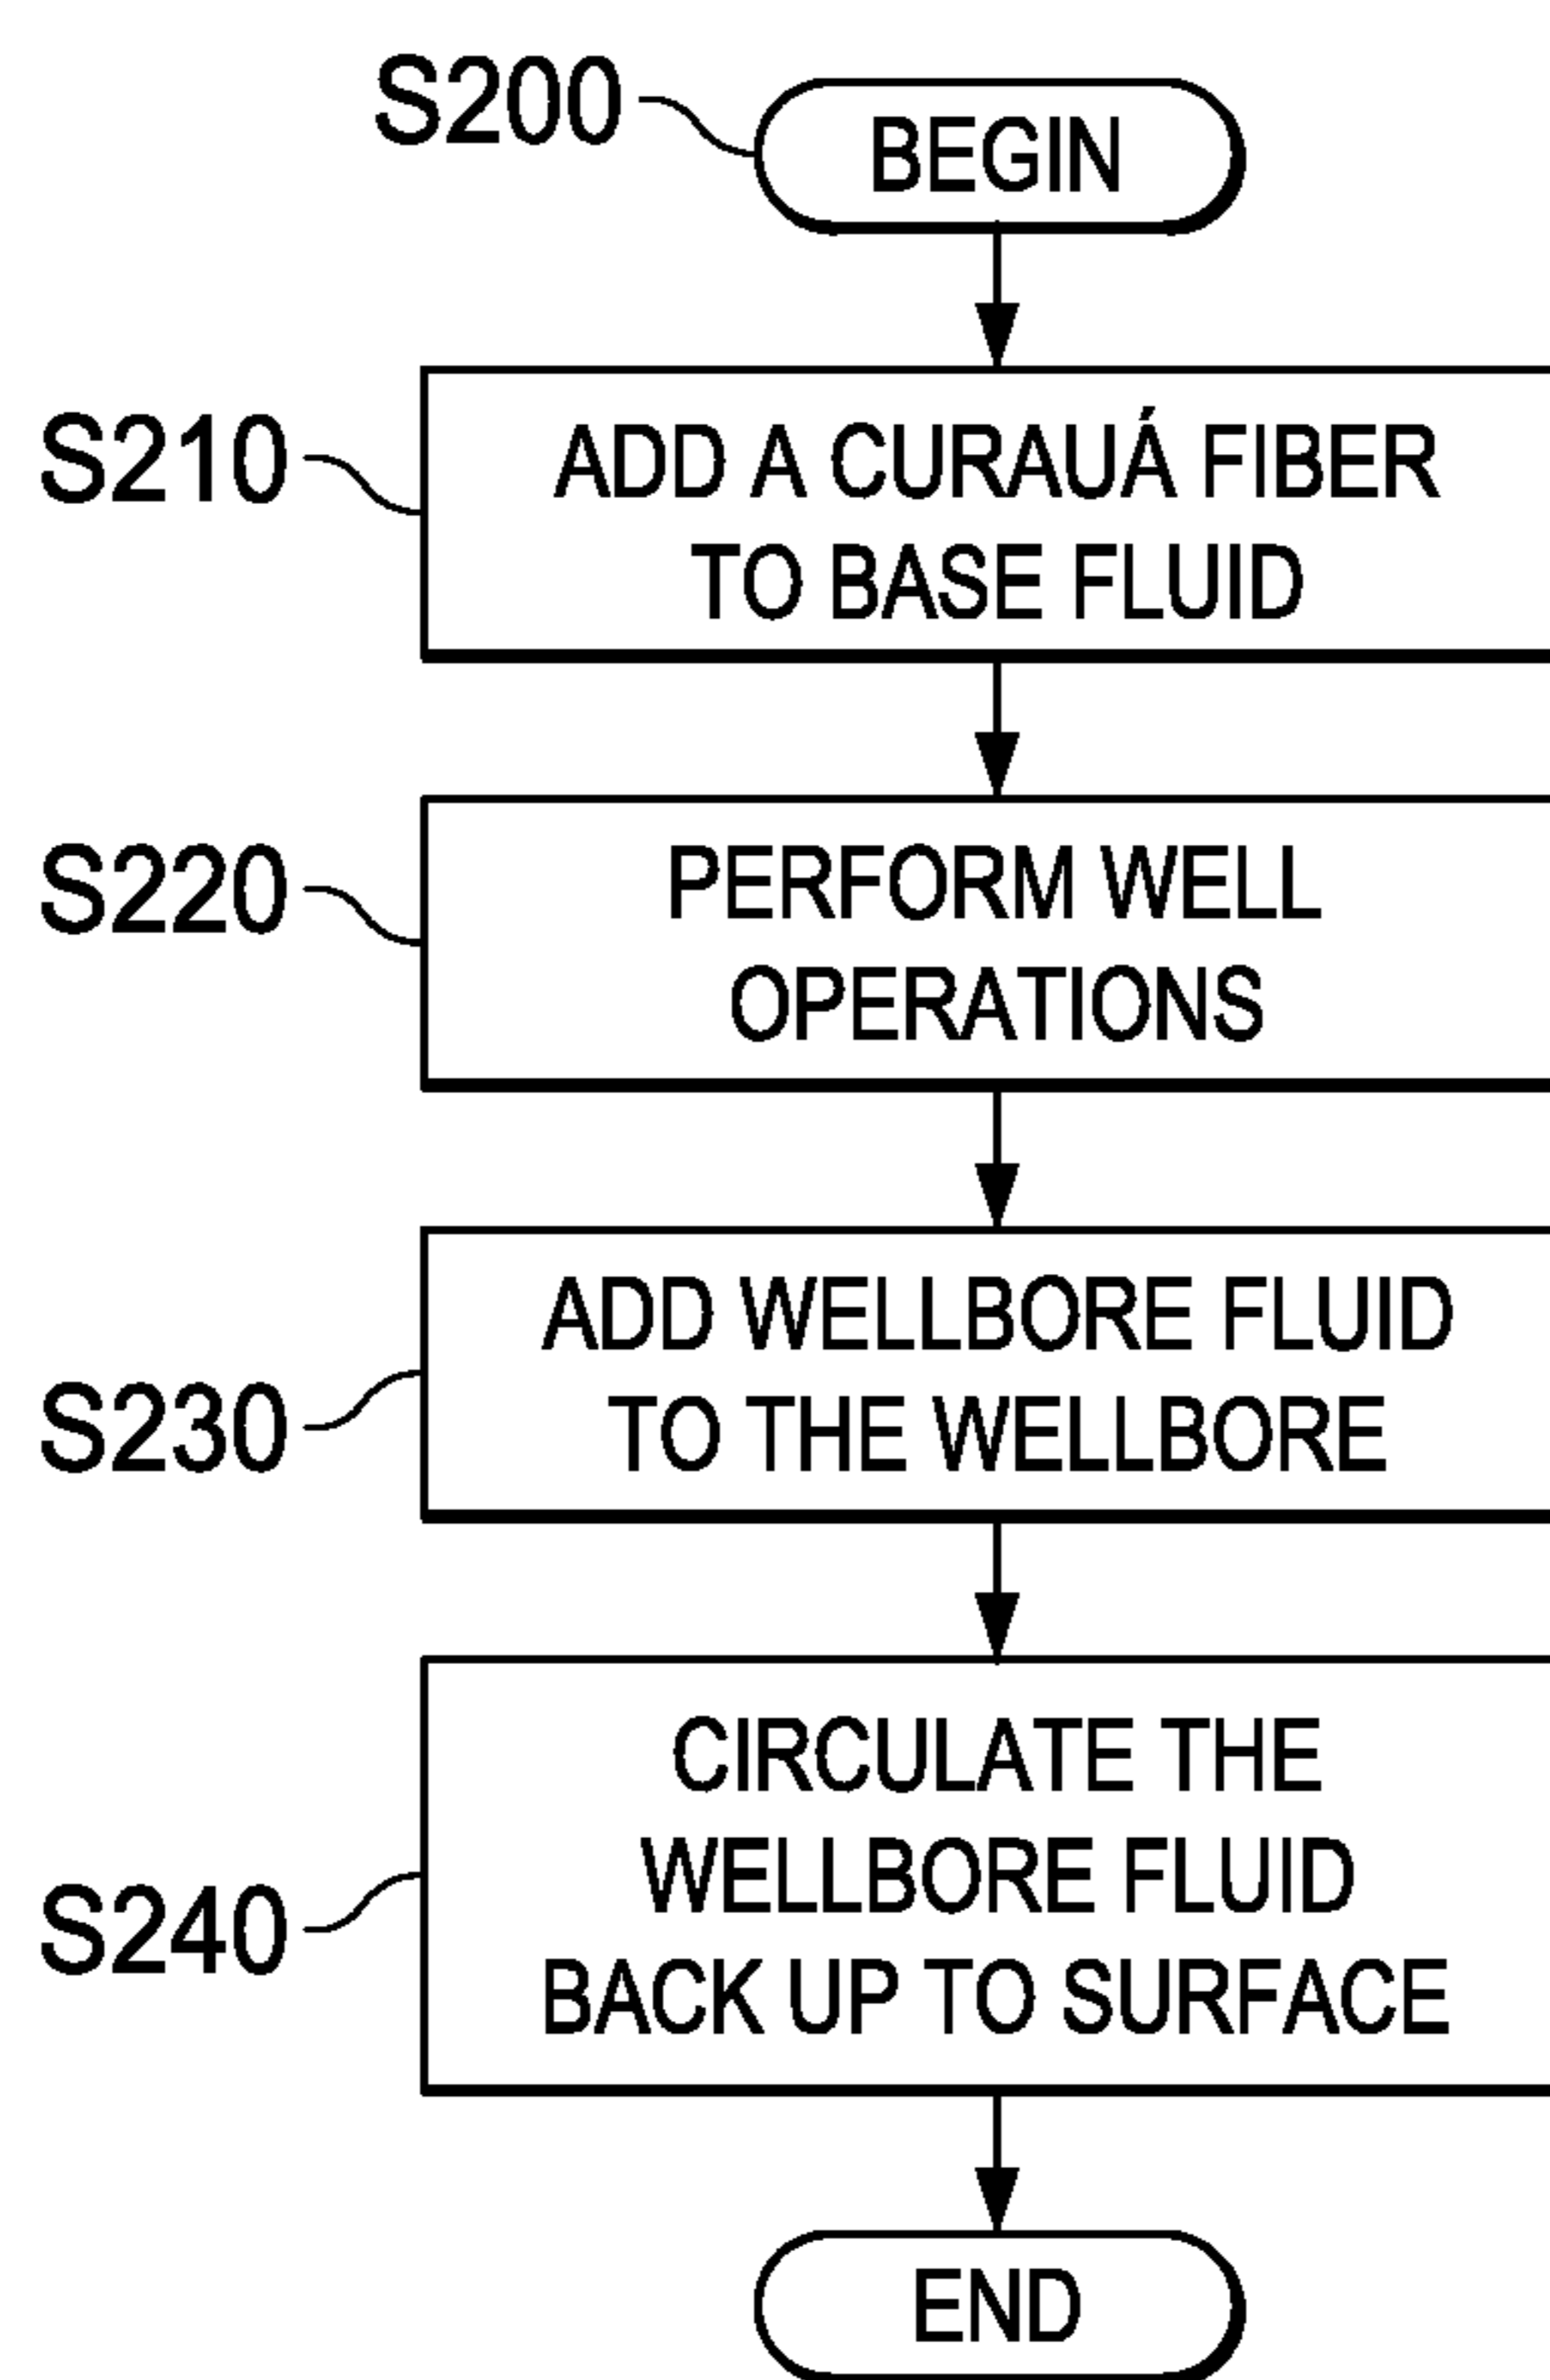 S200
BEGIN
S210
ADD A CURAUÁ FIBER
TO BASE FLUID
S220
PERFORM WELL
OPERATIONS
S230
ADD WELLBORE FLUID
TO THE WELLBORE
S240
CIRCULATE THE
WELLBORE FLUID
BACK UP TO SURFACE
END